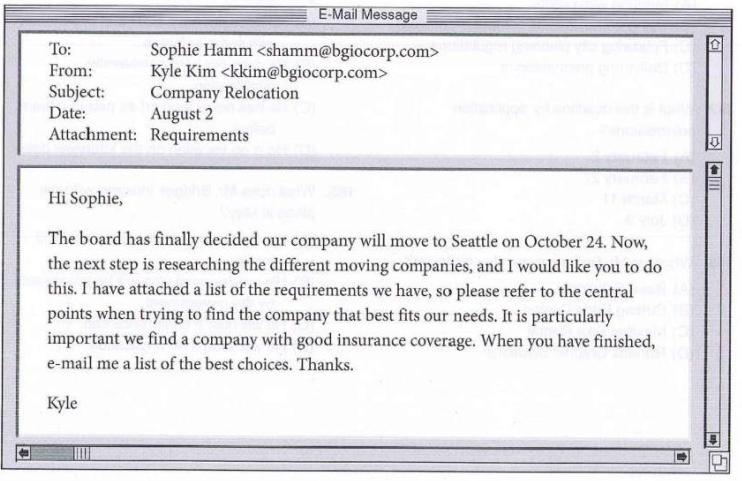 E-Mail Message
To: Sophie Hamm <shamm@bgiocorp.com>
From: Kyle Kim <kkim@bgiocorp.com>
Subject: Company Relocation
Date: August 2
Attachment: Requirements
Hi Sophie,
The board has finally decided our company will move to Seattle on October 24. Now,
the next step is researching the different moving companies, and I would like you to do
this. I have attached a list of the requirements we have, so please refer to the central
points when trying to find the company that best fits our needs. It is particularly
important we find a company with good insurance coverage. When you have finished,
e-mail me a list of the best choices. Thanks.
Kyle